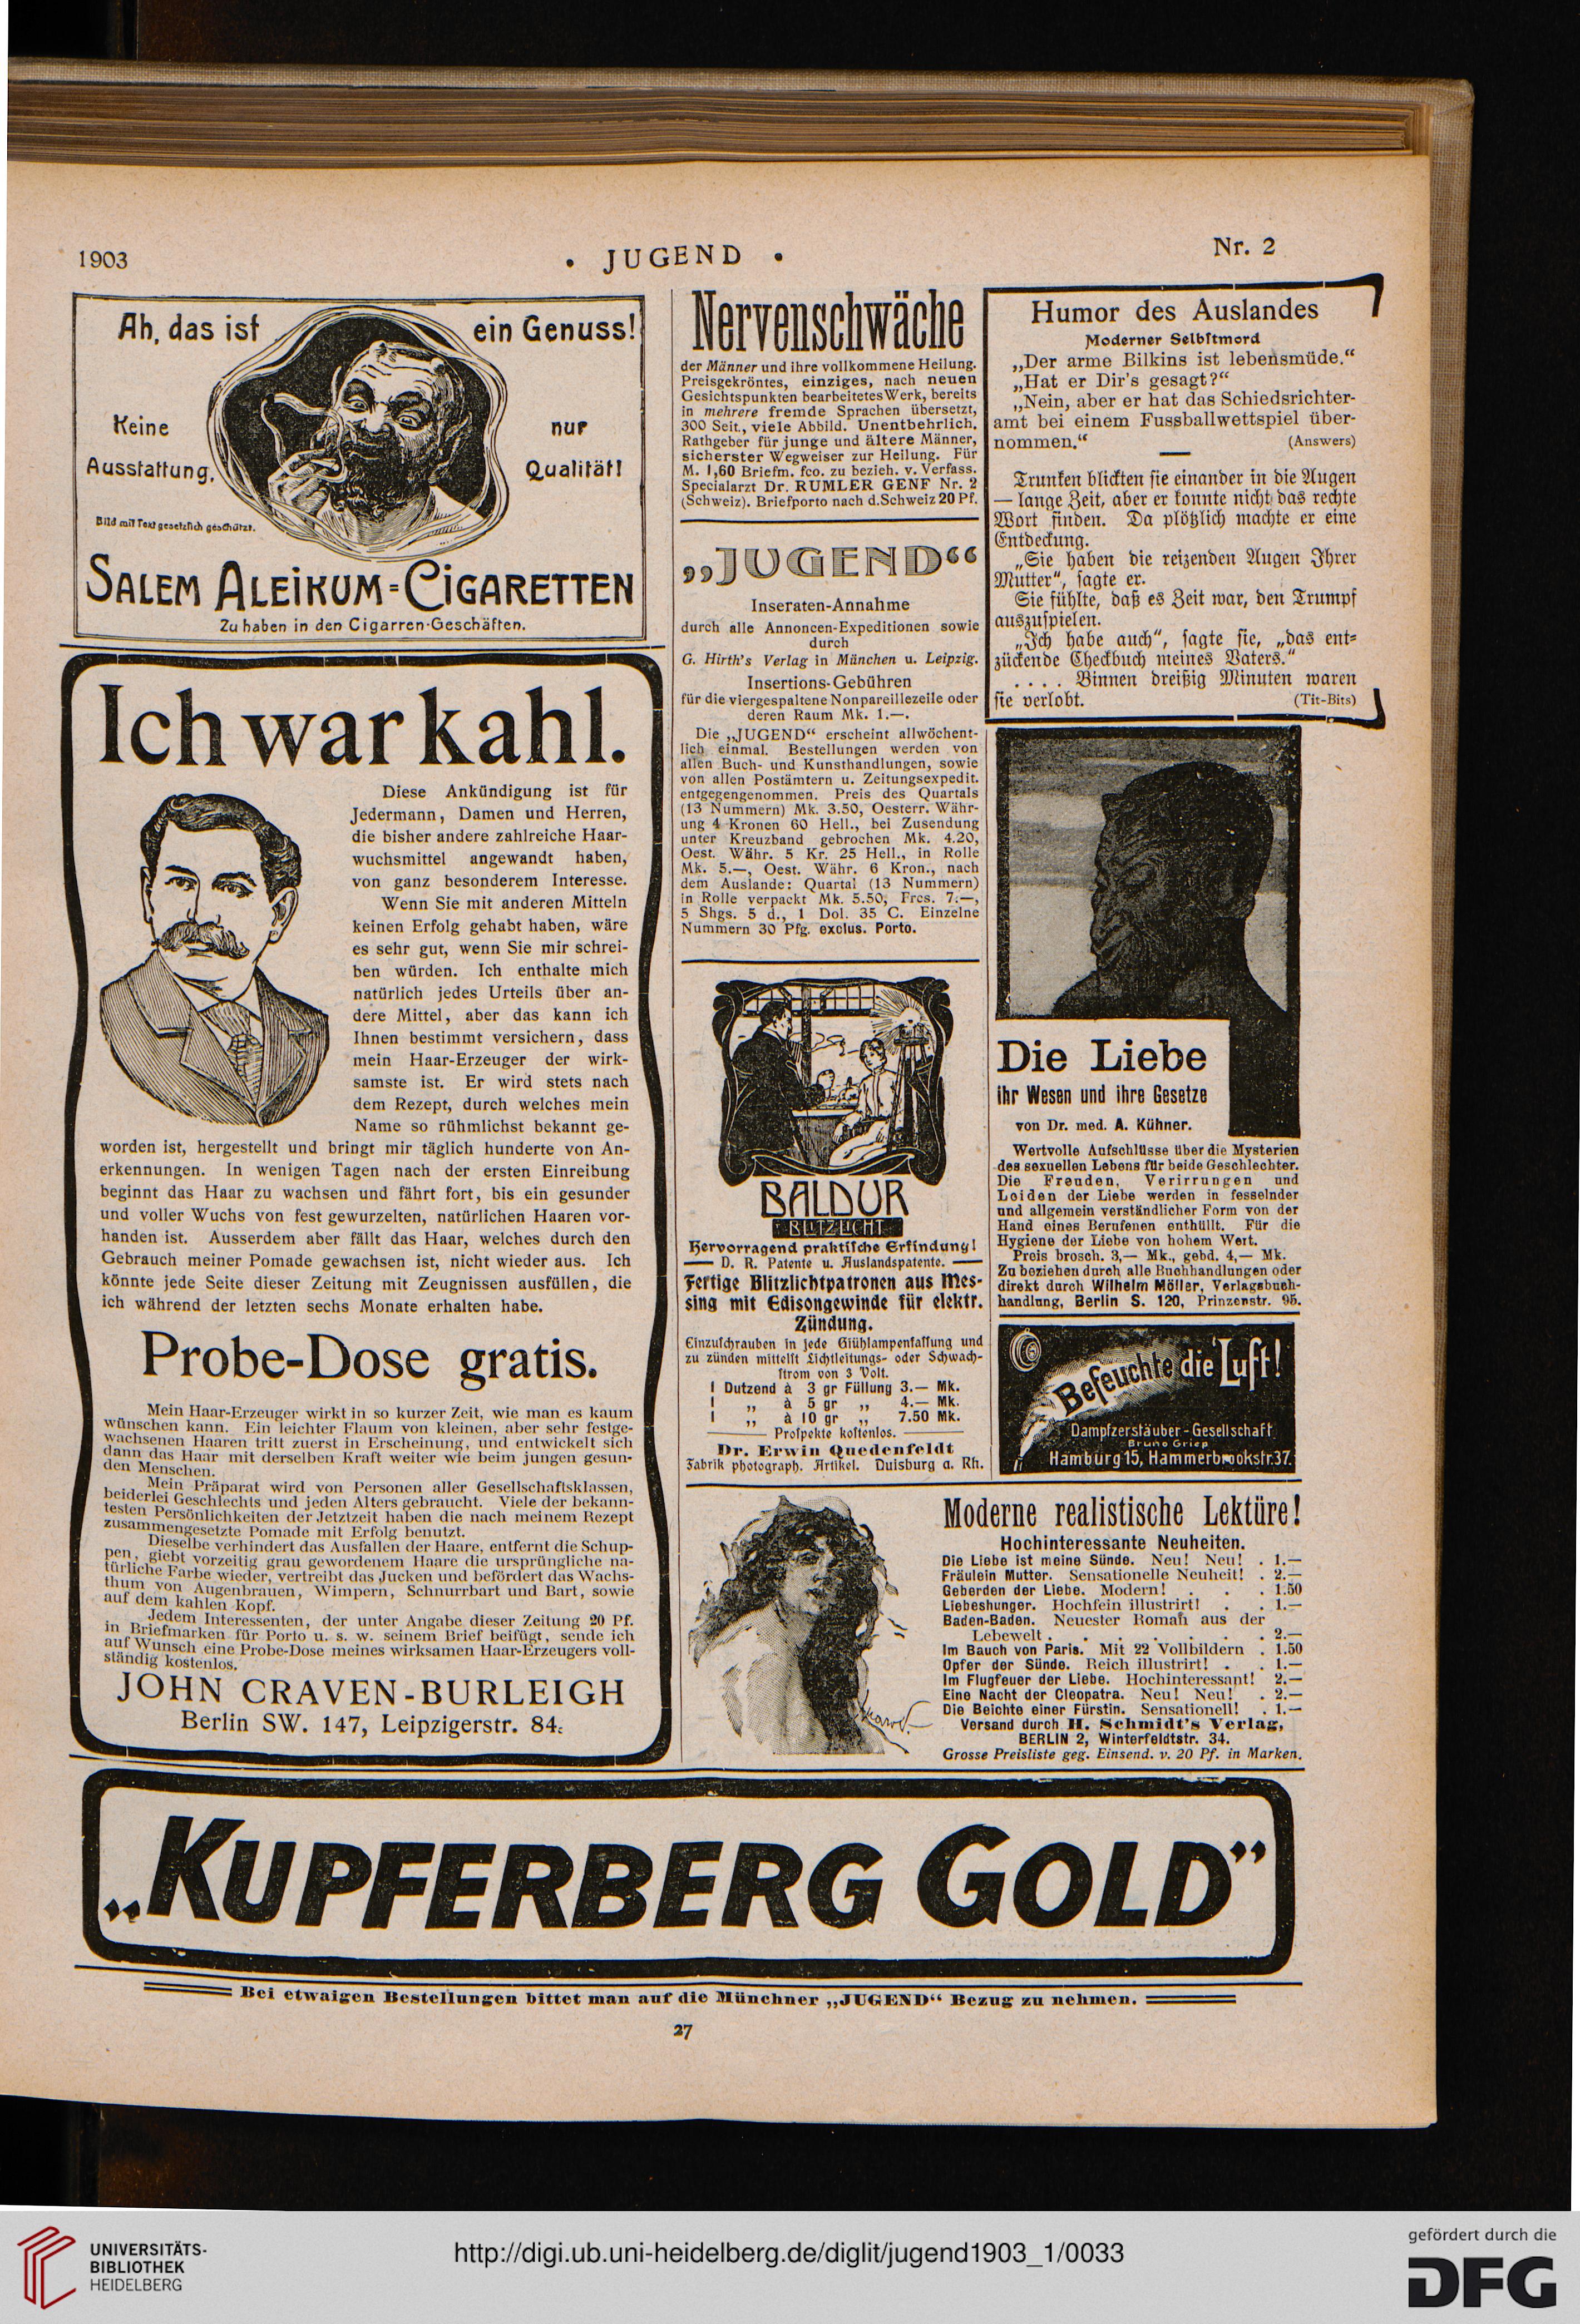 1903
• JUGEND •
Nr. 2
Ah, das ist
ein Genuss!
Keine
Ausstattung,
nur
Qualität!
Bild mit Text gesetzlich geschützt.
SALEM ALEIKUM=CIGARETTEN
Zu haben in den Cigarren-Geschäften.
Ich war kahl.
Diese Ankündigung ist für
Jedermann, Damen und Herren,
die bisher andere zahlreiche Haar-
wuchsmittel angewandt haben,
von ganz besonderem Interesse.
Wenn Sie mit anderen Mitteln
keinen Erfolg gehabt haben, wäre
es sehr gut, wenn Sie mir schrei-
ben würden. Ich enthalte mich
natürlich jedes Urteils über an-
dere Mittel, aber das kann ich
Ihnen bestimmt versichern, dass
mein Haar-Erzeuger der wirk-
samste ist. Er wird stets nach
dem Rezept, durch welches mein
Name so rühmlichst bekannt ge-
worden ist, hergestellt und bringt mir täglich hunderte von An-
erkennungen. In wenigen Tagen nach der ersten Einreibung
beginnt das Haar zu wachsen und fährt fort, bis ein gesunder
und voller Wuchs von fest gewurzelten, natürlichen Haaren vor-
handen ist. Ausserdem aber fällt das Haar, welches durch den
Gebrauch meiner Pomade gewachsen ist, nicht wieder aus. Ich
könnte jede Seite dieser Zeitung mit Zeugnissen ausfüllen, die
ich während der letzten sechs Monate erhalten habe.
Probe-Dose gratis.
Mein Haar-Erzeuger wirkt in so kurzer Zeit, wie man es kaum
wünschen kann. Ein leichter Flaum von kleinen, aber sehr festge-
wachsenen Haaren tritt zuerst in Erscheinung, und entwickelt sich
dann das Haar mit derselben Kraft weiter wie beim jungen gesun-
den Menschen.
Mein Präparat wird von Personen aller Gesellschaftsklassen,
beiderlei Geschlechts und jeden Alters gebraucht. Viele der bekann-
testen Persönlichkeiten der Jetztzeit haben die nach meinem Rezept
zusammengesetzte Pomade mit Erfolg benutzt.
Dieselbe verhindert das Ausfallen der Haare, entfernt die Schup-
pen, giebt vorzeitig grau gewordenem Haare die ursprüngliche na-
türliche Farbe wieder, vertreibt das Jucken und befördert das Wachs-
thum von Augenbrauen, Wimpern, Schnurrbart und Bart, sowie
auf dem kahlen Kopf.
Jedem Interessenten, der unter Angabe dieser Zeitung 20 Pf.
in Briefmarken für Porto u. s. w. seinem Brief beifügt, sende ich
auf Wunsch eine Probe-Dose meines wirksamen Haar-Erzeugers voll-
ständig kostenlos.
JOHN CRAVEN-BURLEIGH
Berlin SW. 147, Leipzigerstr. 84.
Nervenschwäche
der Männer und ihre vollkommene Heilung.
Preisgekröntes, einziges, nach neuen
Gesichtspunkten bearbeitetes Werk, bereits
in mehrere fremde Sprachen übersetzt,
300 Seit., viele Abbild. Unentbehrlich.
Rathgeber für junge und ältere Männer,
sicherster Wegweiser zur Heilung. Für
M. 1,60 Briefm. fco. zu bezieh. v. Verfass.
Specialarzt Dr. RUMLER GENF Nr. 2
(Schweiz). Briefporto nach d. Schweiz 20 Pf.
„JUGEND“
Inseraten-Annahme
durch alle Annoncen-Expeditionen sowie
durch
G. Hirth's Verlag in München u. Leipzig.
Insertions-Gebühren
für die viergespaltene Nonpareillezeile oder
deren Raum Mk. 1.—.
Die „JUGEND“ erscheint allwöchent-
lich einmal. Bestellungen werden von
allen Buch- und Kunsthandlungen, sowie
von allen Postämtern u. Zeitungsexpedit.
entgegengenommen. Preis des Quartals
(13 Nummern) Mk. 3.50, Oesterr. Währ-
ung 4 Kronen 60 Hell., bei Zusendung
unter Kreuzband gebrochen Mk. 4.20,
Oest. Währ. 5 Kr. 25 Hell., in Rolle
Mk. 5.—, Oest. Währ. 6 Kron., nach
dem Auslande: Quartal (13 Nummern)
in Rolle verpackt Mk. 5.50, Frcs. 7.—,
5 Shgs. 5 d., 1 Dol. 35 C. Einzelne
Nummern 30 Pfg. exclus. Porto.
BALDUR
BLITZLICHT
Hervorragend praktische Erfindung!
D. R. Patente u. Auslandspatente.
Fertige Blitzlichtpatronen aus Mes-
sing mit Edisongewinde für elektr.
Zündung.
Einzuschrauben in jede Glühlampenfassung und
zu zünden mittelst Lichtleitungs- oder Schwach-
strom von 3 Volt.
1 Dutzend à 3 gr Füllung 3.— Mk.
1 „ à 5 gr „ 4.— Mk.
1 „ à 10 gr „ 7.50 Mk.
Prospekte kostenlos.
Dr. Erwin Quedenfeldt
Fabrik photograph. Artikel. Duisburg a. Rh.
Humor des Auslandes
Moderner Selbstmord
„Der arme Bilkins ist lebensmüde.“
„Hat er Dir's gesagt?“
„Nein, aber er hat das Schiedsrichter-
amt bei einem Fussballwettspiel über-
nommen.“ (Answers)
Trunken blickten sie einander in die Augen
— lange Zeit, aber er konnte nicht das rechte
Wort finden. Da plötzlich machte er eine
Entdeckung.
„Sie haben die reizenden Augen Ihrer
Mutter“, sagte er.
Sie fühlte, daß es Zeit war, den Trumpf
auszuspielen.
„Ich habe auch“, sagte sie, „das ent-
zückende Checkbuch meines Vaters.“
. . . . Binnen dreißig Minuten waren
sie verlobt. (Tit-Bits)
Die Liebe
ihr Wesen und ihre Gesetze
von Dr. med. A. Kühner.
Wertvolle Aufschlüsse über die Mysterien
des sexuellen Lebens für beide Geschlechter.
Die Freuden, Verirrungen und
Leiden der Liebe werden in fesselnder
und allgemein verständlicher Form von der
Hand eines Berufenen enthüllt. Für die
Hygiene der Liebe von hohem Wert.
Preis brosch. 3,— Mk., gebd. 4,— Mk.
Zu beziehen durch alle Buchhandlungen oder
direkt durch Wilhelm Möller, Verlagsbuch-
handlung, Berlin S. 120, Prinzenstr. 95.
Befeuchte die Luft!
Dampfzerstäuber-Gesellschaft
Bruno Griep
Hamburg 15, Hammerbrookstr. 37.
Moderne realistische Lektüre!
Hochinteressante Neuheiten.
Die Liebe ist meine Sünde. Neu! Neu! . 1.—
Fräulein Mutter. Sensationelle Neuheit! . 2.—
Geberden der Liebe. Modern! . . . 1.50
Liebeshunger. Hochfein illustrirt! . . 1.—
Baden-Baden. Neuester Roman aus der
Lebewelt . . . . . . . 2.—
Im Bauch von Paris. Mit 22 Vollbildern . 1.50
Opfer der Sünde. Reich illustrirt! . . 1.—
Im Flugfeuer der Liebe. Hochinteressant! 2.—
Eine Nacht der Cleopatra. Neu! Neu! . 2.—
Die Beichte einer Fürstin. Sensationell! . 1.—
Versand durch H. Schmidt's Verlag,
BERLIN 2, Winterfeldtstr. 34.
Grosse Preisliste geg. Einsend. v. 20 Pf. in Marken.
„KUPFERBERG GOLD”
Bei etwaigen Bestellungen bittet man auf die Münchner „JUGEND“ Bezug zu nehmen.
27
UNIVERSITÄTS-
BIBLIOTHEK
HEIDELBERG
http://digi.ub.uni-heidelberg.de/diglit/jugend1903_1/0033
gefördert durch die
DFG